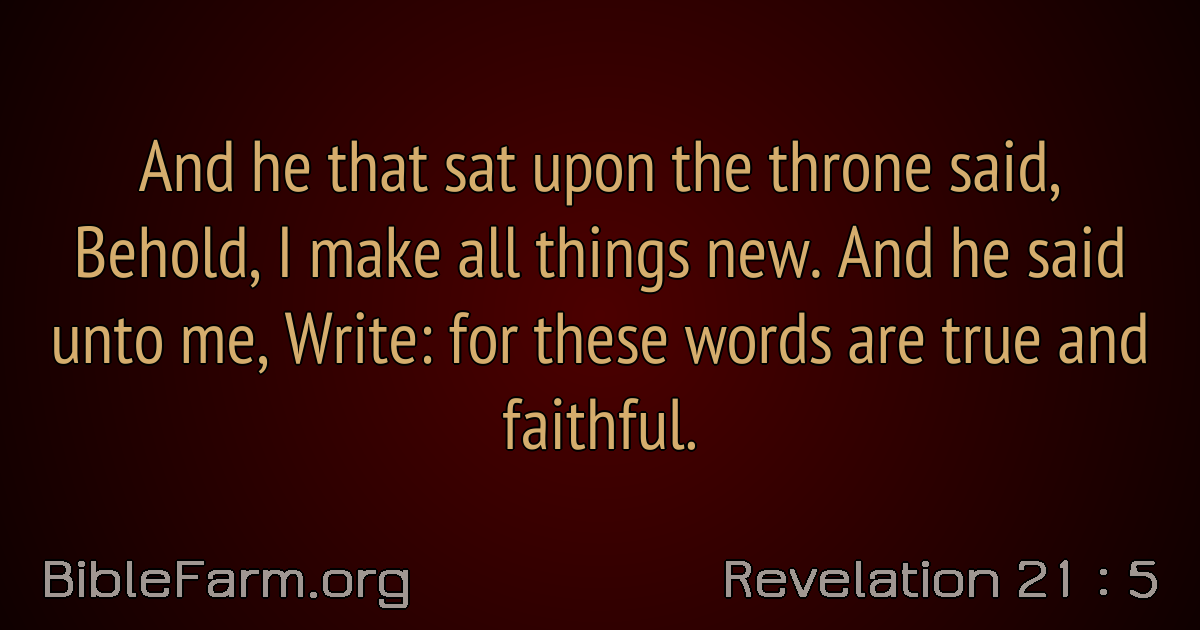 And he that sat upon the throne said,
Behold, I make all things new. And he said
unto me, Write: for these words are true and
faithful.
BibleFarm.org
Revelation 21 : 5